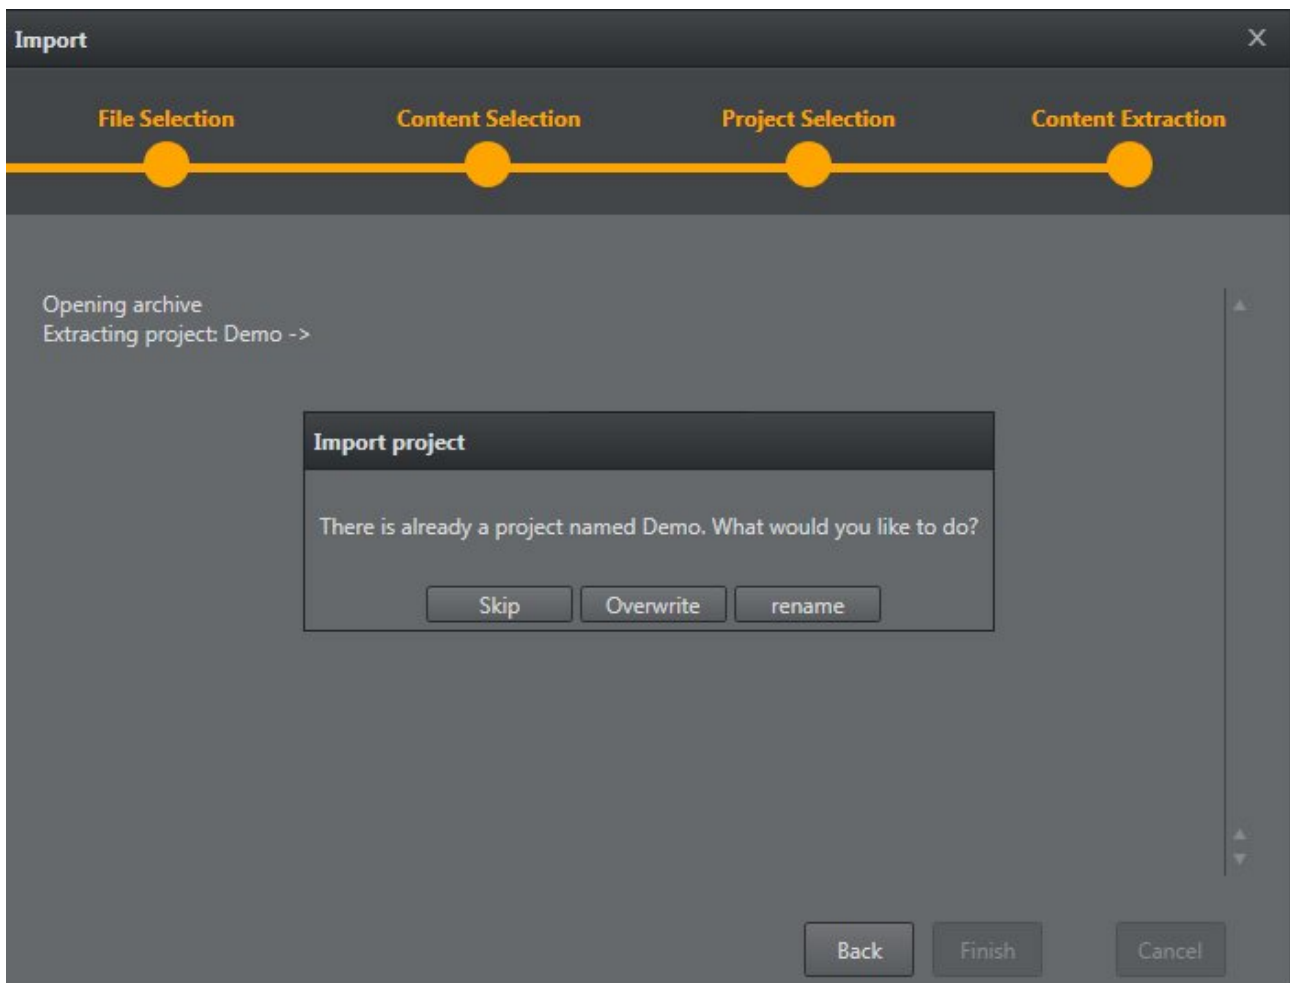 Import X
File Selection Content Selection Project Selection Content Extraction
Opening archive
Extracting project: Demo ->
Import project
There is already a project named Demo. What would you like to do?
Skip Overwrite rename
Back Finish Cancel